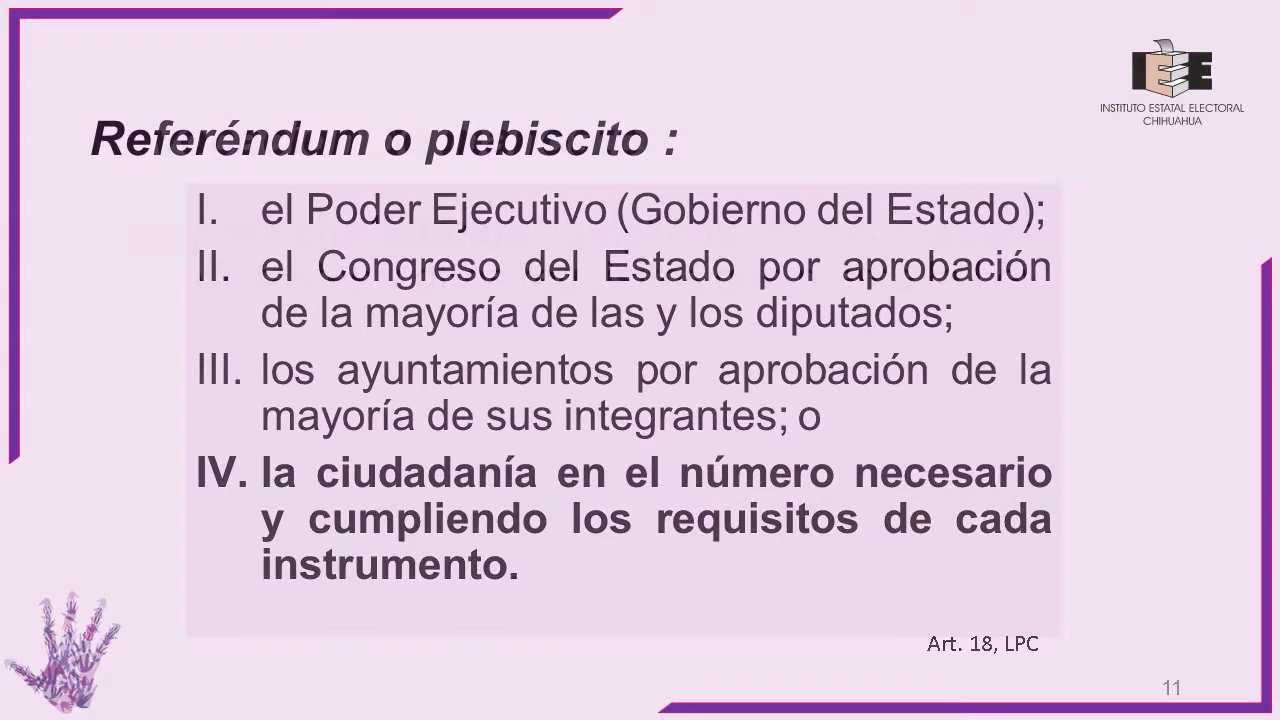 IEEE
INSTITUTO ESTATAL ELECTORAL
CHIHUAHUA
Referéndum o plebiscito :
I. el Poder Ejecutivo (Gobierno del Estado);
II. el Congreso del Estado por aprobación
de la mayoría de las y los diputados;
III. los ayuntamientos por aprobación de la
mayoría de sus integrantes; o
IV. la ciudadanía en el número necesario
y cumpliendo los requisitos de cada
instrumento.
Art. 18, LPC
11